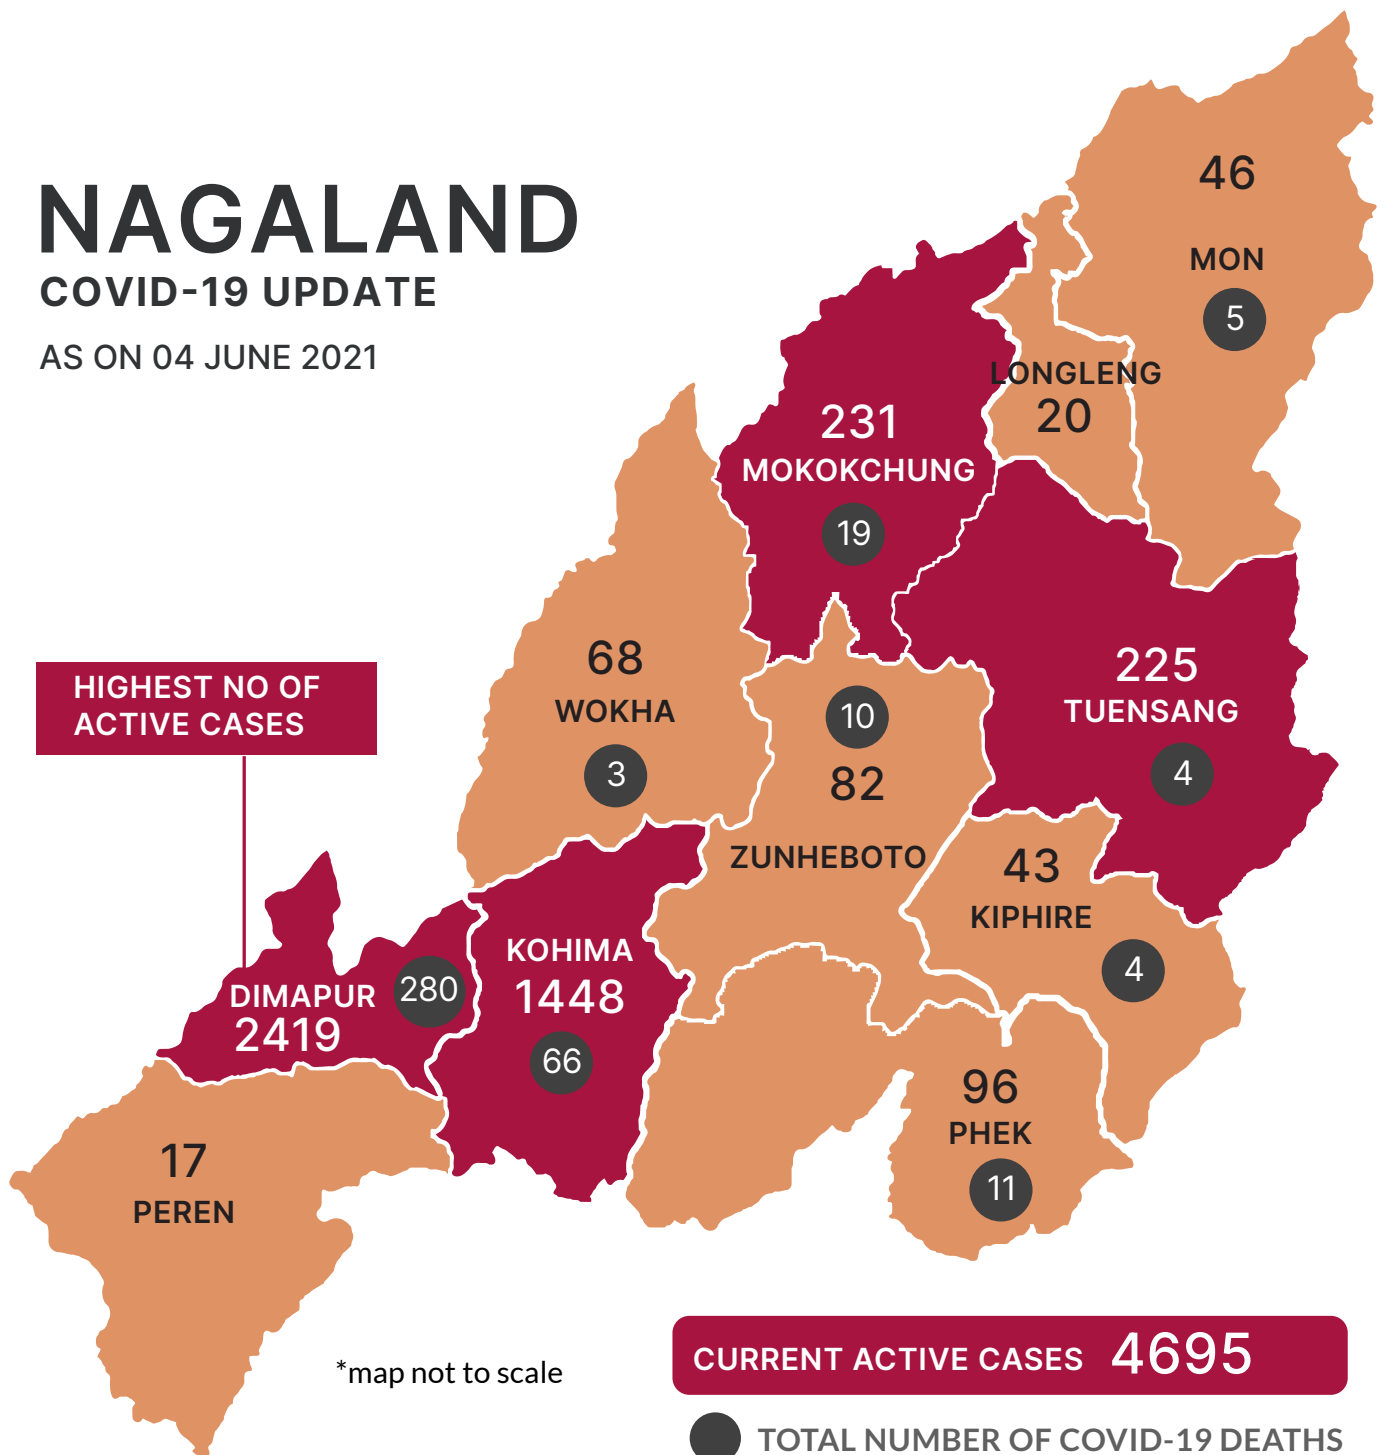 NAGALAND
COVID-19 UPDATE
AS ON 04 JUNE 2021
46
MON
5
LONGLENG
20
231
MOKOKCHUNG
19
225
TUENSANG
4
68
WOKHA
3
10
82
ZUNHEBOTO
HIGHEST NO OF
ACTIVE CASES
43
KIPHIRE
4
KOHIMA
1448
66
DIMAPUR
2419
280
96
PHEK
11
17
PEREN
*map not to scale
CURRENT ACTIVE CASES 4695
TOTAL NUMBER OF COVID-19 DEATHS